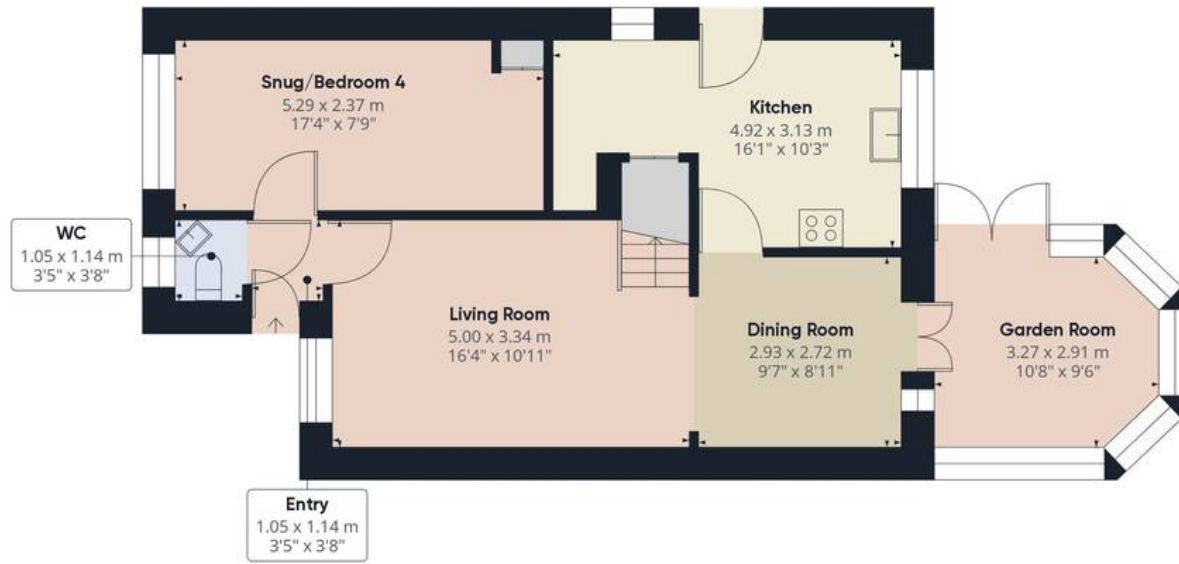 Snug/Bedroom 4
5.29 x 2.37 m
17'4" x 7'9"
Kitchen
4.92 x 3.13 m
16'1" x 10'3"
WC
1.05 x 1.14 m
3'5" x 3'8"
Living Room
5.00 x 3.34 m
16'4" x 10'11"
Dining Room
2.93 x 2.72 m
9'7" x 8'11"
Garden Room
3.27 x 2.91 m
10'8" x 9'6"
Entry
1.05 x 1.14 m
3'5" x 3'8"